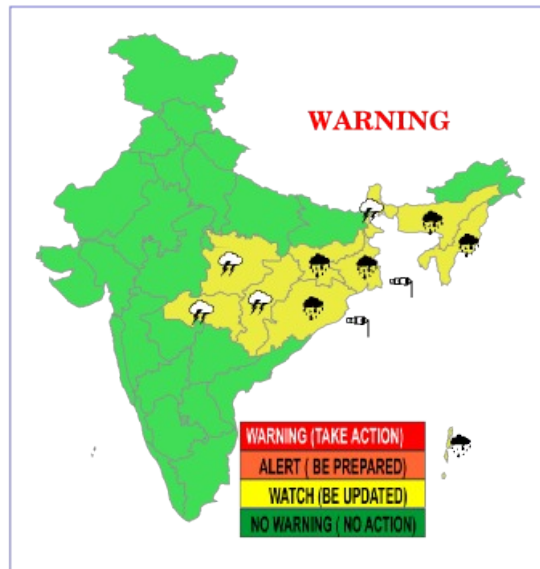 WARNING
WARNING (TAKE ACTION)
ALERT ( BE PREPARED)
WATCH (BE UPDATED)
NO WARNING ( NO ACTION)